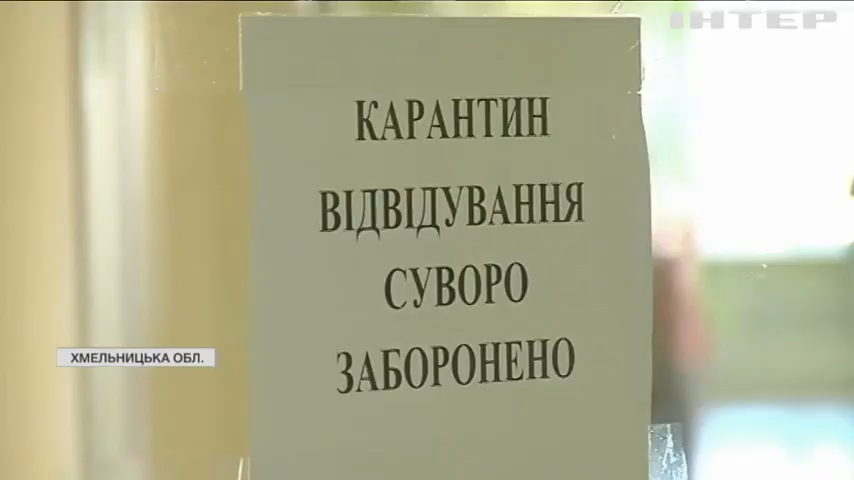 ІНТЕР
КАРАНТИН
ВІДВІДУВАННЯ
СУВОРО
ЗАБОРОНЕНО
ХМЕЛЬНИЦЬКА ОБЛ.